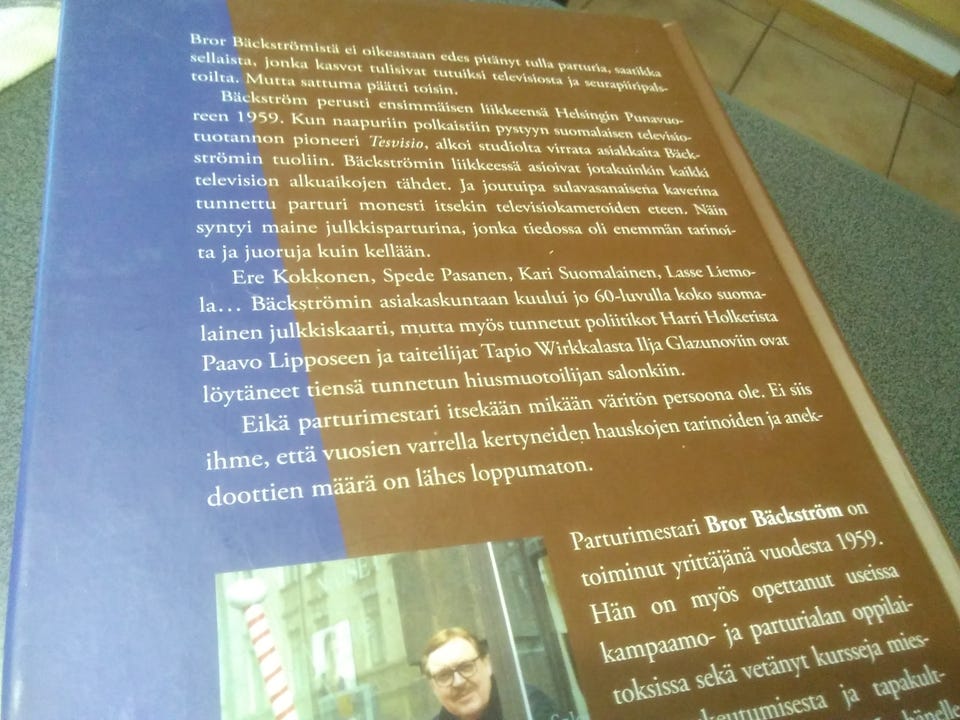 Bror Bäckströmistä ei oikeastaan edes pitänyt tulla parturia, saatikka
sellaista, jonka kasvot tulisivat tutuiksi televisiosta ja seurapiiripals-
toilta. Mutta sattuma päätti toisin.
Bäckström perusti ensimmäisen liikkeensä Helsingin Punavuo-
reen 1959. Kun naapuriin polkaistiin pystyyn suomalaisen televisio-
tuotannon pioneeri Tesvisio, alkoi studiolta virrata asiakkaita Bäck-
strömin tuoliin. Bäckströmin liikkeessä asioivat jotakuinkin kaikki
television alkuaikojen tähdet. Ja joutuipa sulavasanaisena kaverina
tunnettu parturi monesti itsekin televisiokameroiden eteen. Näin
syntyi maine julkkisparturina, jonka tiedossa oli enemmän tarinoi-
ta ja juoruja kuin kellään.
Ere Kokkonen, Spede Pasanen, Kari Suomalainen, Lasse Liemo-
la... Bäckströmin asiakaskuntaan kuului jo 60-luvulla koko suoma-
lainen julkkiskaarti, mutta myös tunnetut poliitikot Harri Holkerista
Paavo Lipposeen ja taiteilijat Tapio Wirkkalasta Ilja Glazunoviin ovat
löytäneet tiensä tunnetun hiusmuotoilijan salonkiin.
Eikä parturimestari itsekään mikään väritön persoona ole. Ei siis
ihme, että vuosien varrella kertyneiden hauskojen tarinoiden ja anek-
doottien määrä on lähes loppumaton.
Parturimestari Bror Bäckström on
toiminut yrittäjänä vuodesta 1959.
Hän on myös opettanut useissa
kampaamo- ja parturialan oppilai-
toksissa sekä vetänyt kursseja mies-
ja tapakult-